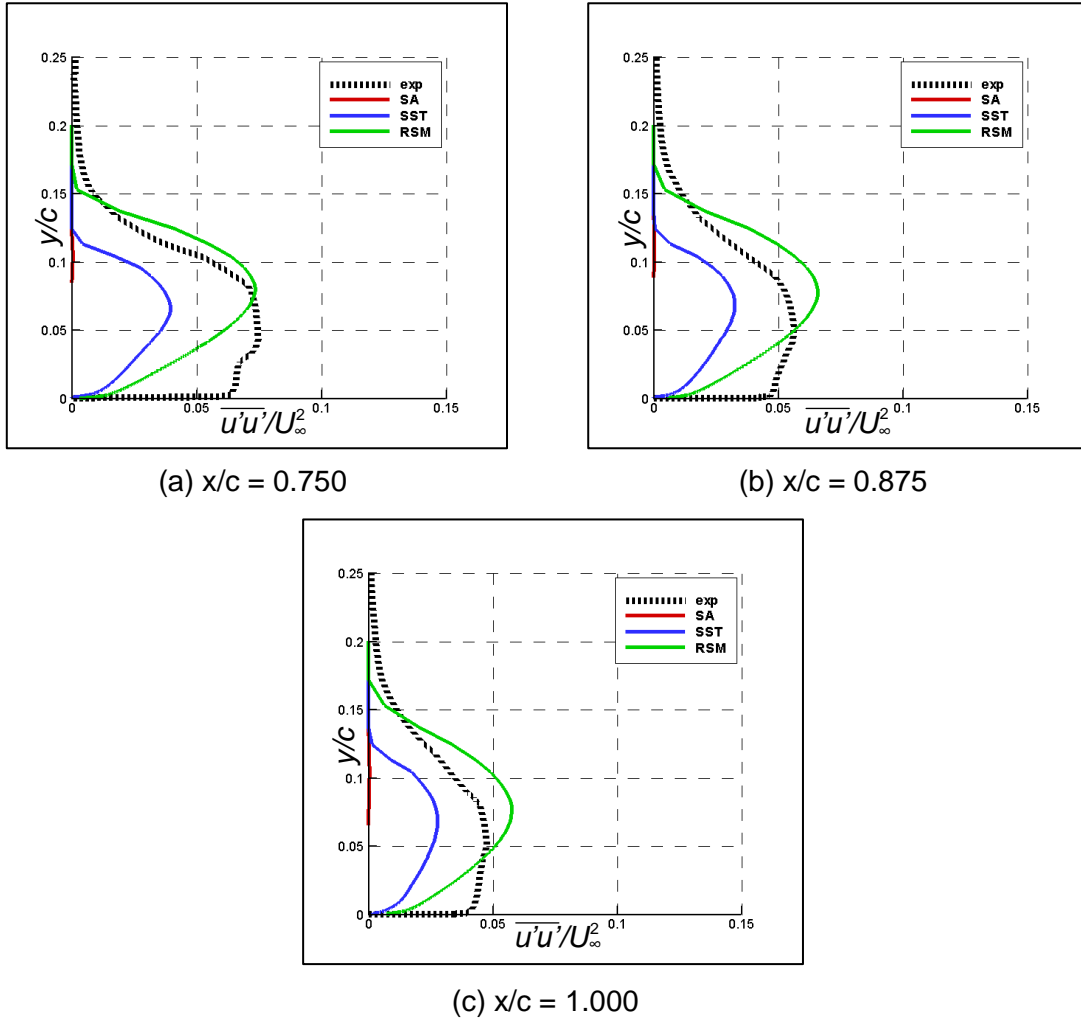 0.25
0.2
0.15
0.1
0.05
0
y/c
exp
SA
SST
RSM
0 0.05 0.1 0.15
u'u'/U²∞
(a) x/c = 0.750
0.25
0.2
0.15
0.1
0.05
0
y/c
exp
SA
SST
RSM
0 0.05 0.1 0.15
u'u'/U²∞
(b) x/c = 0.875
0.25
0.2
0.15
0.1
0.05
0
y/c
exp
SA
SST
RSM
0 0.05 0.1 0.15
u'u'/U²∞
(c) x/c = 1.000